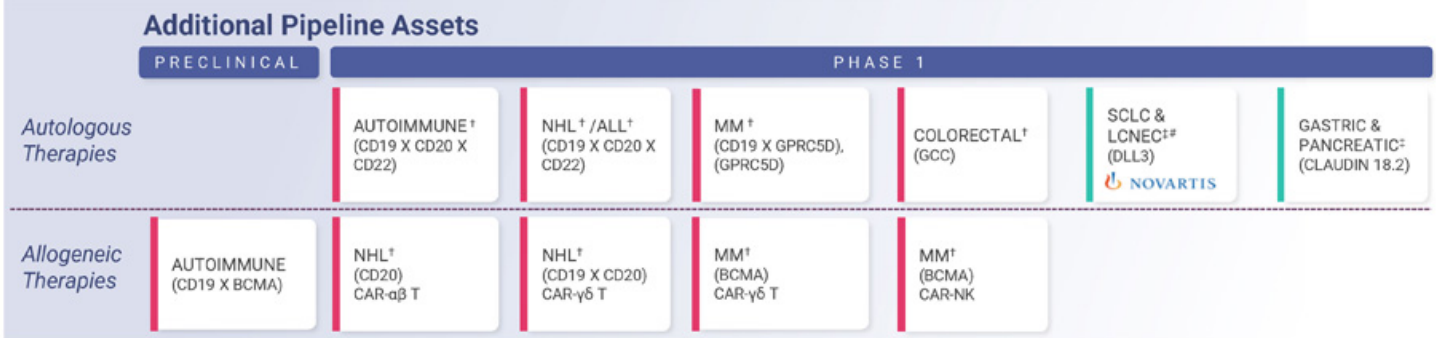 Additional Pipeline Assets
PRECLINICAL
PHASE 1
Autologous
Therapies
AUTOIMMUNE†
(CD19 X CD20 X
CD22)
NHL† /ALL†
(CD19 X CD20 X
CD22)
MM†
(CD19 X GPRC5D),
(GPRC5D)
COLORECTAL†
(GCC)
SCLC &
LCNEC‡#
(DLL3)
NOVARTIS
GASTRIC &
PANCREATIC‡
(CLAUDIN 18.2)
Allogeneic
Therapies
AUTOIMMUNE
(CD19 X BCMA)
NHL†
(CD20)
CAR-αβ T
NHL†
(CD19 X CD20)
CAR-γδ T
MM†
(BCMA)
CAR-γδ T
MM†
(BCMA)
CAR-NK